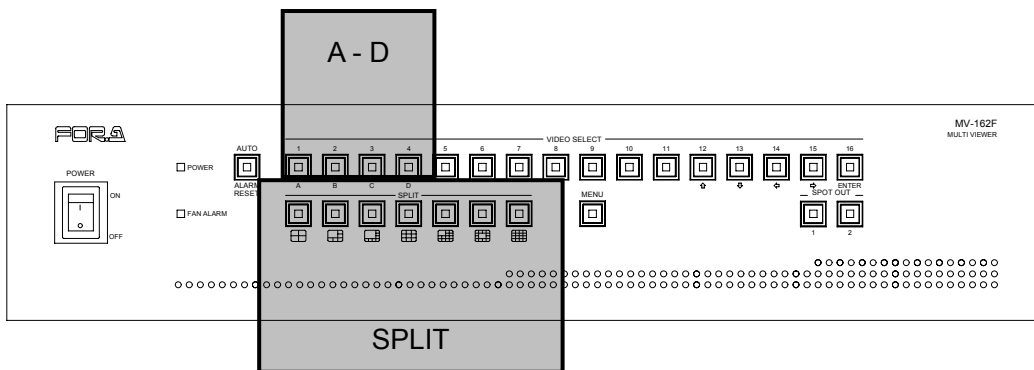 A - D
FOR.A
MV-162F
MULTI VIEWER
VIDEO SELECT
AUTO 1 2 3 4 5 6 7 8 9 10 11 12 13 14 15 16
POWER
ALARM RESET
A B C D
ENTER
POWER
ON
OFF
FAN ALARM
SPLIT
MENU
SPOT OUT
1 2
SPLIT